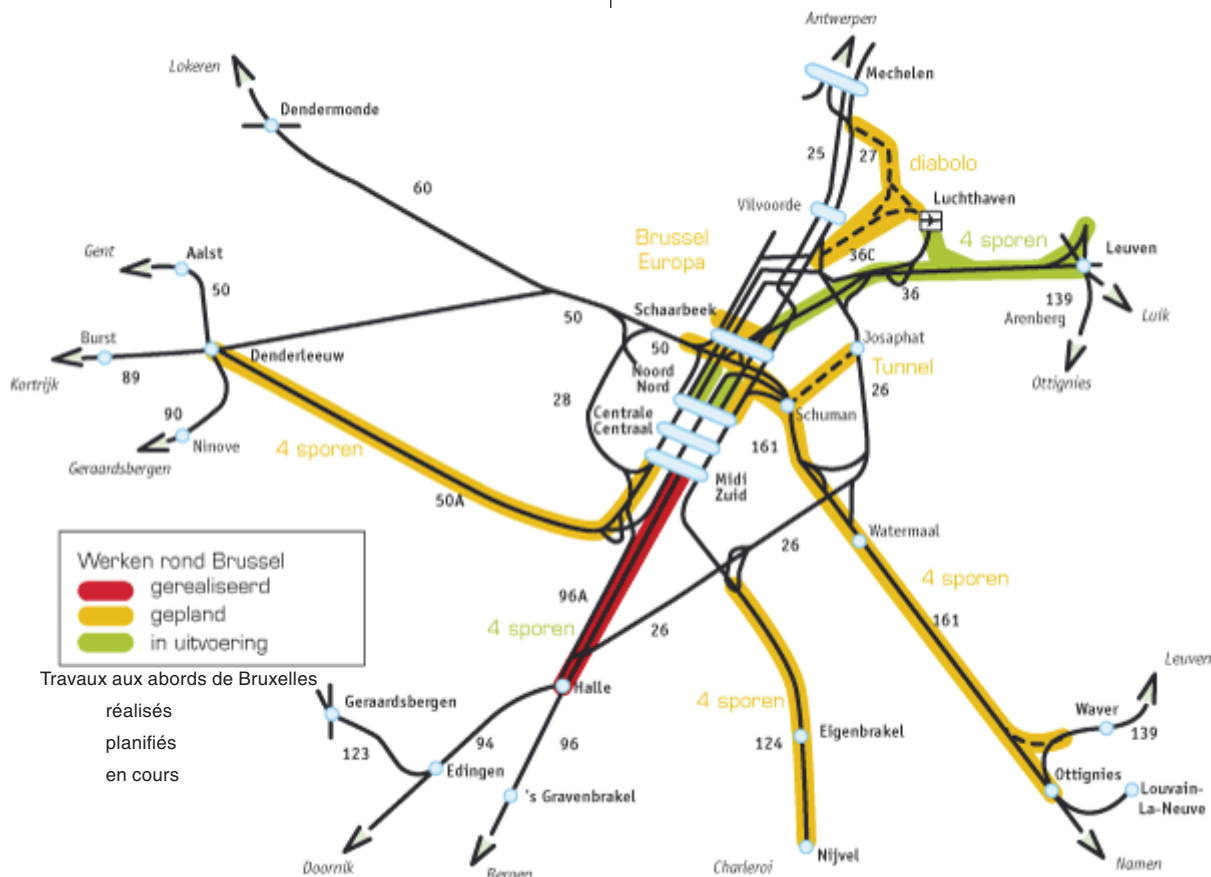 Antwerpen
Lokeren
Mechelen
Dendermonde
25
27
diabolo
60
Luchthaven
Vilvoorde
Gent
Aalst
Brussel
Europa
4 sporen
Leuven
36C
50
36
139
Arenberg
Luik
Schaarbeek
50
Burst
Denderleeuw
50
Josaphat
Kortrijk
89
Noord
Nord
Tunnel
Ottignies
28
26
90
Centrale
Centraal
Schuman
Ninove
4 sporen
161
Geraardsbergen
Midi
Zuid
50A
Watermaal
26
Werken rond Brussel
gerealiseerd
gepland
in uitvoering
96A
4 sporen
4 sporen
161
26
Travaux aux abords de Bruxelles
réalisés
planifiés
en cours
Halle
Leuven
Geraardsbergen
4 sporen
Waver
123
94
96
124
Eigenbrakel
139
Edingen
Ottignies
's Gravenbrakel
Louvain-
La-Neuve
Nijvel
Doornik
Bergen
Charleroi
Namen